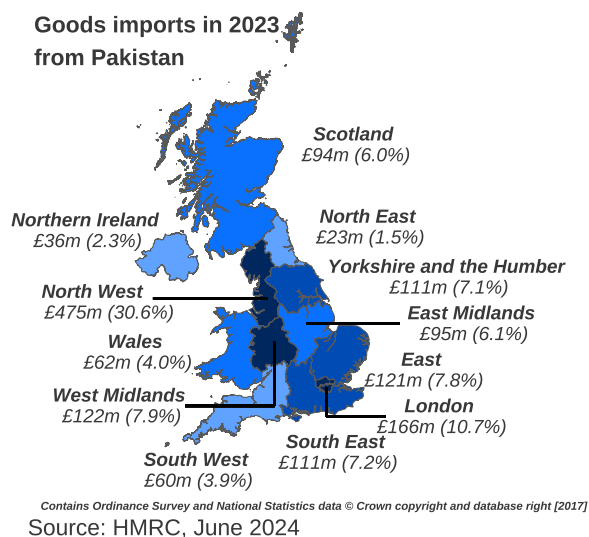 Goods imports in 2023
from Pakistan
Scotland
£94m (6.0%)
Northern Ireland
£36m (2.3%)
North East
£23m (1.5%)
Yorkshire and the Humber
£111m (7.1%)
North West
£475m (30.6%)
East Midlands
£95m (6.1%)
Wales
£62m (4.0%)
East
£121m (7.8%)
West Midlands
£122m (7.9%)
London
£166m (10.7%)
South East
£111m (7.2%)
South West
£60m (3.9%)
Contains Ordinance Survey and National Statistics data © Crown copyright and database right [2017]
Source: HMRC, June 2024